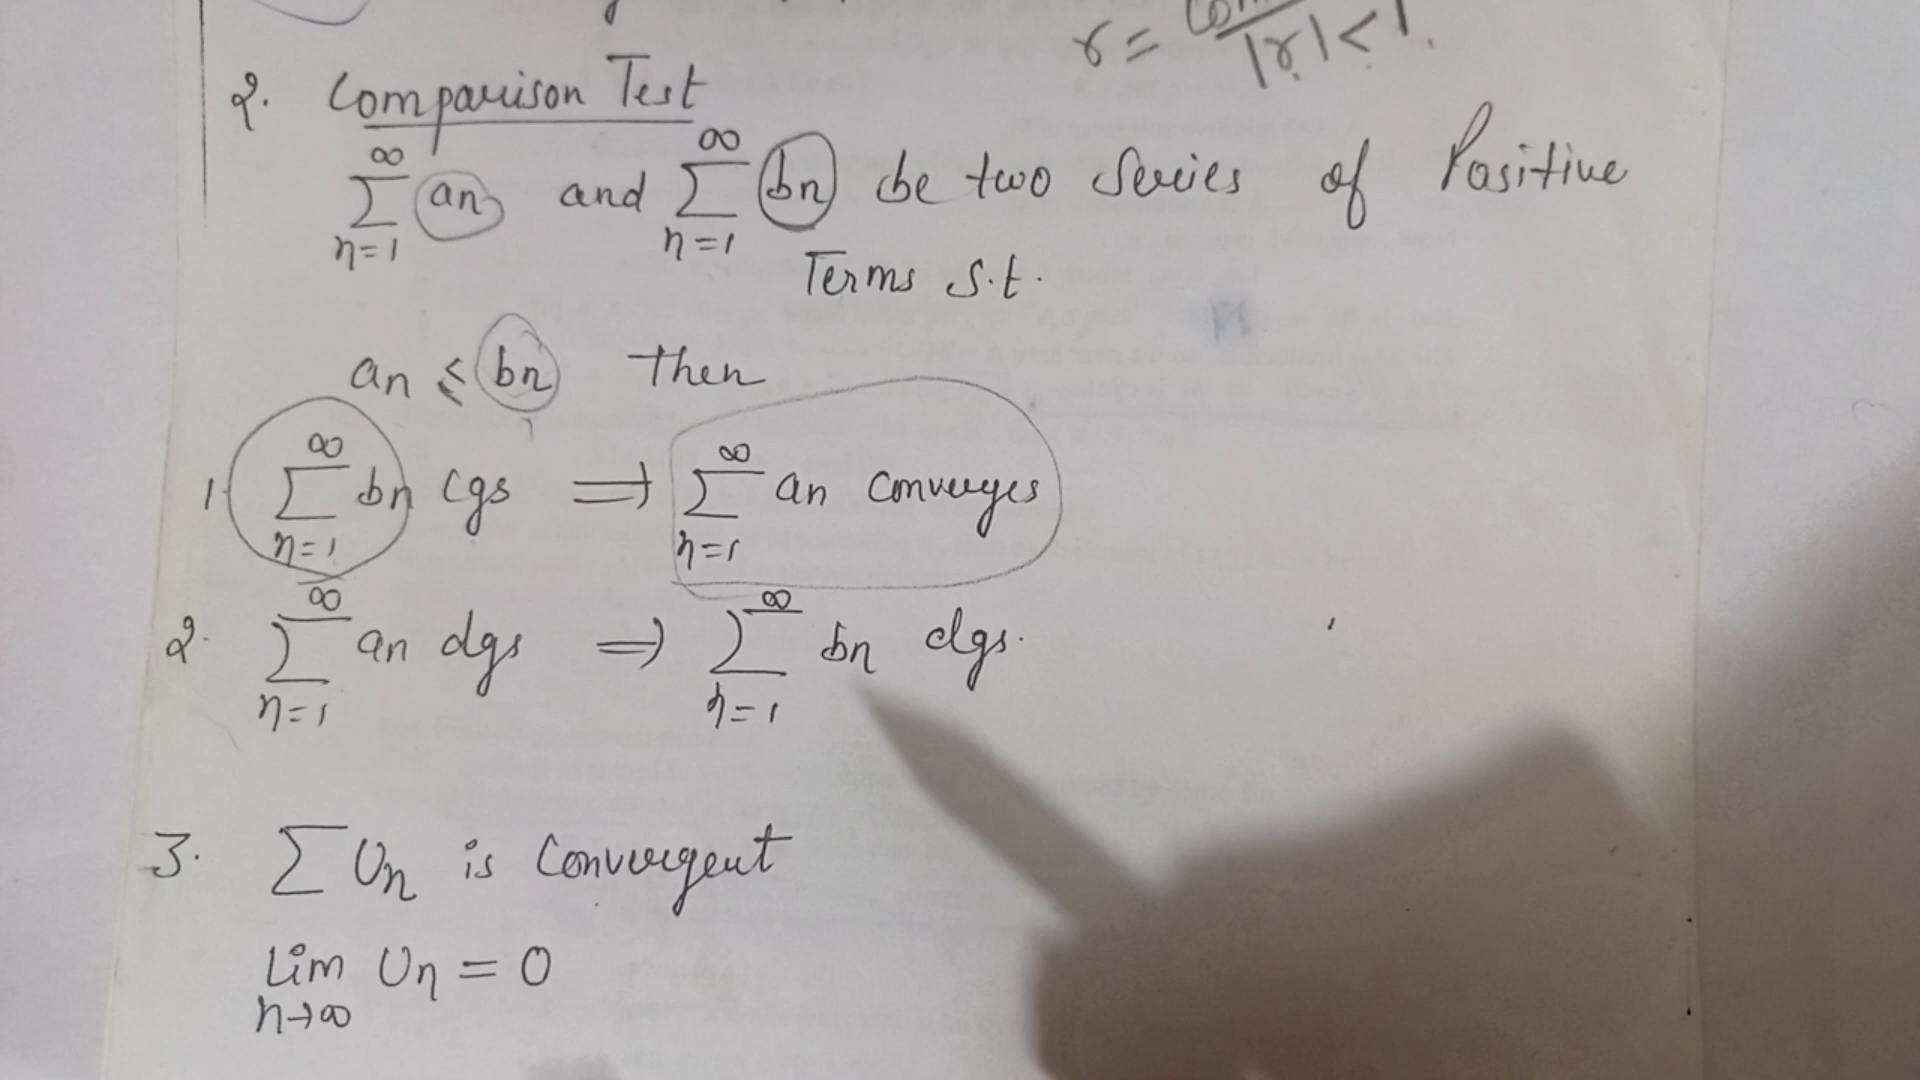 r =
|r| < 1.
2. Comparison Test
∞ ∑ n=1 an and ∞ ∑ n=1 bn be two Series of Positive
Terms s.t.
an ≤ bn then
1. ∞ ∑ n=1 bn cgs ⇒ ∞ ∑ n=1 an converges
2. ∞ ∑ n=1 an dgs ⇒ ∞ ∑ n=1 bn dgs.
3. ∑ Un is Convergent
Lim n→∞ Un = 0